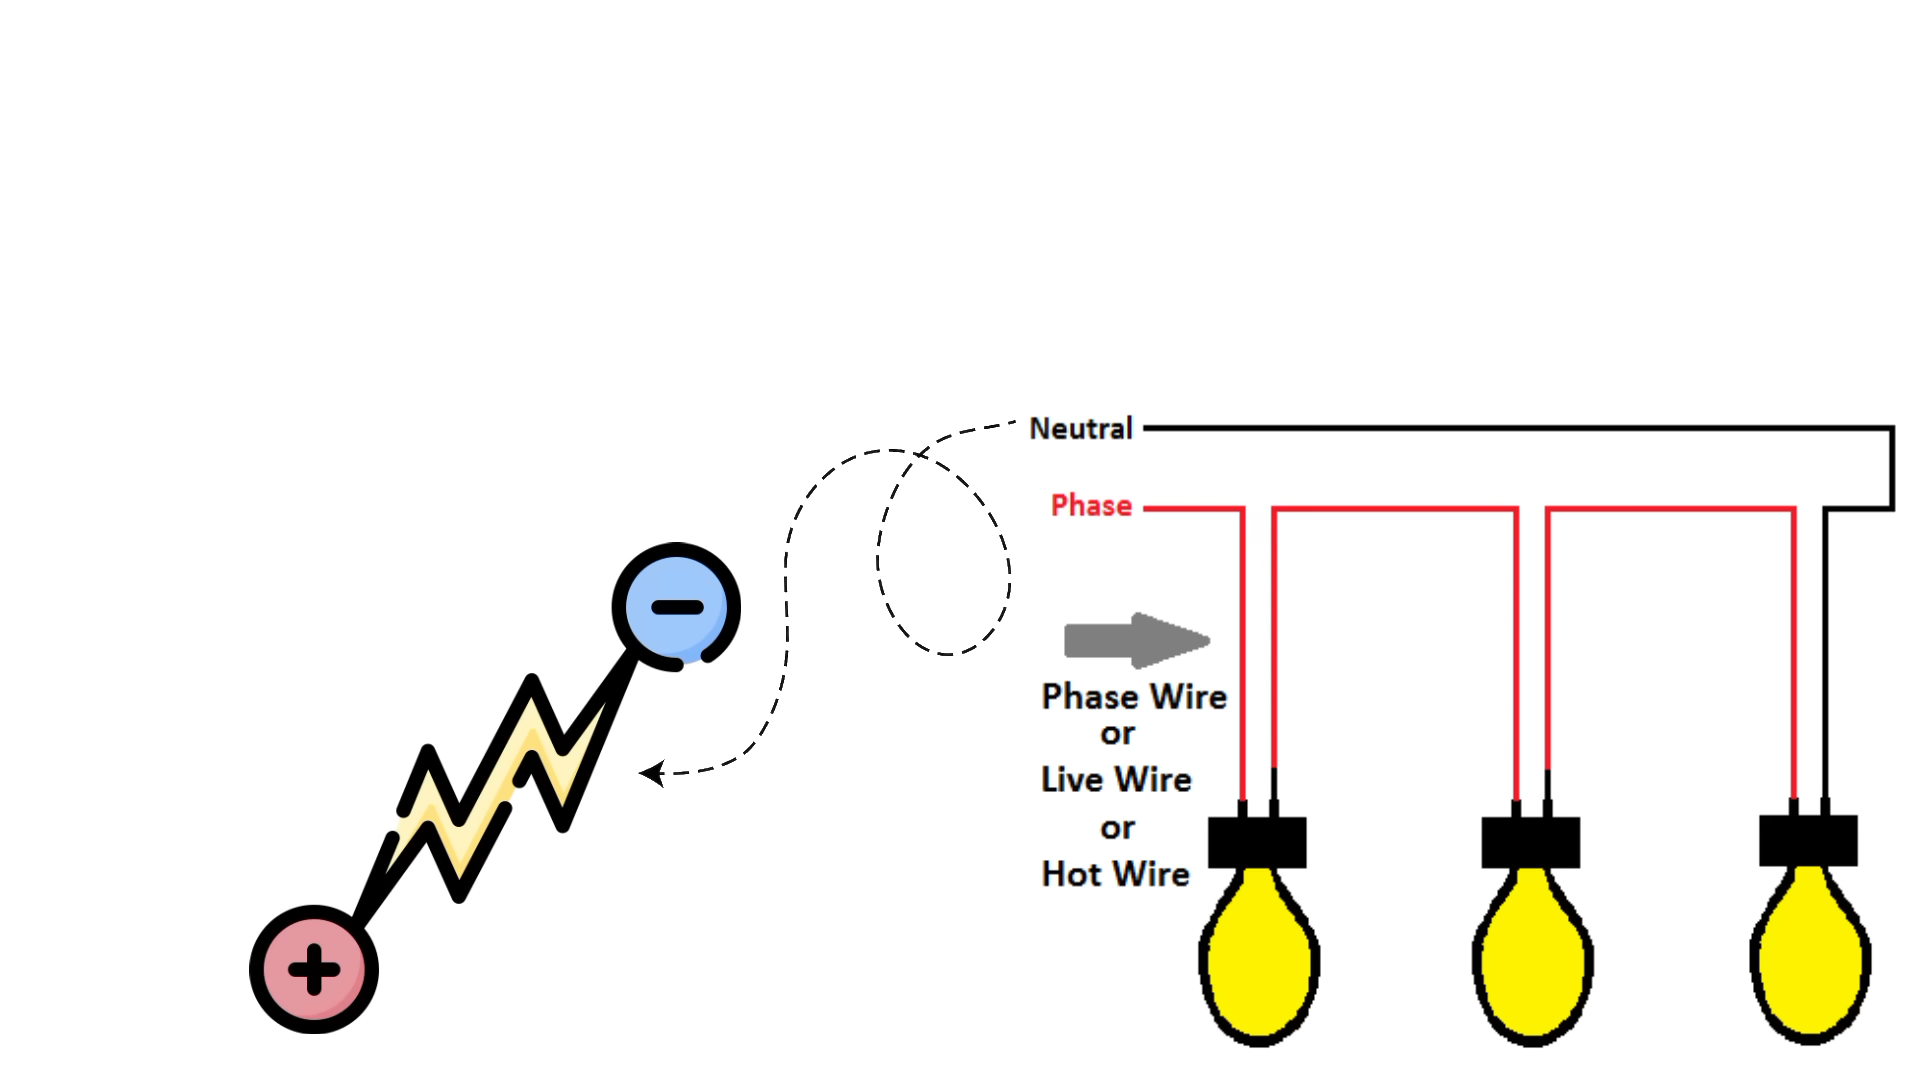 Neutral
Phase
Phase Wire
or
Live Wire
or
Hot Wire